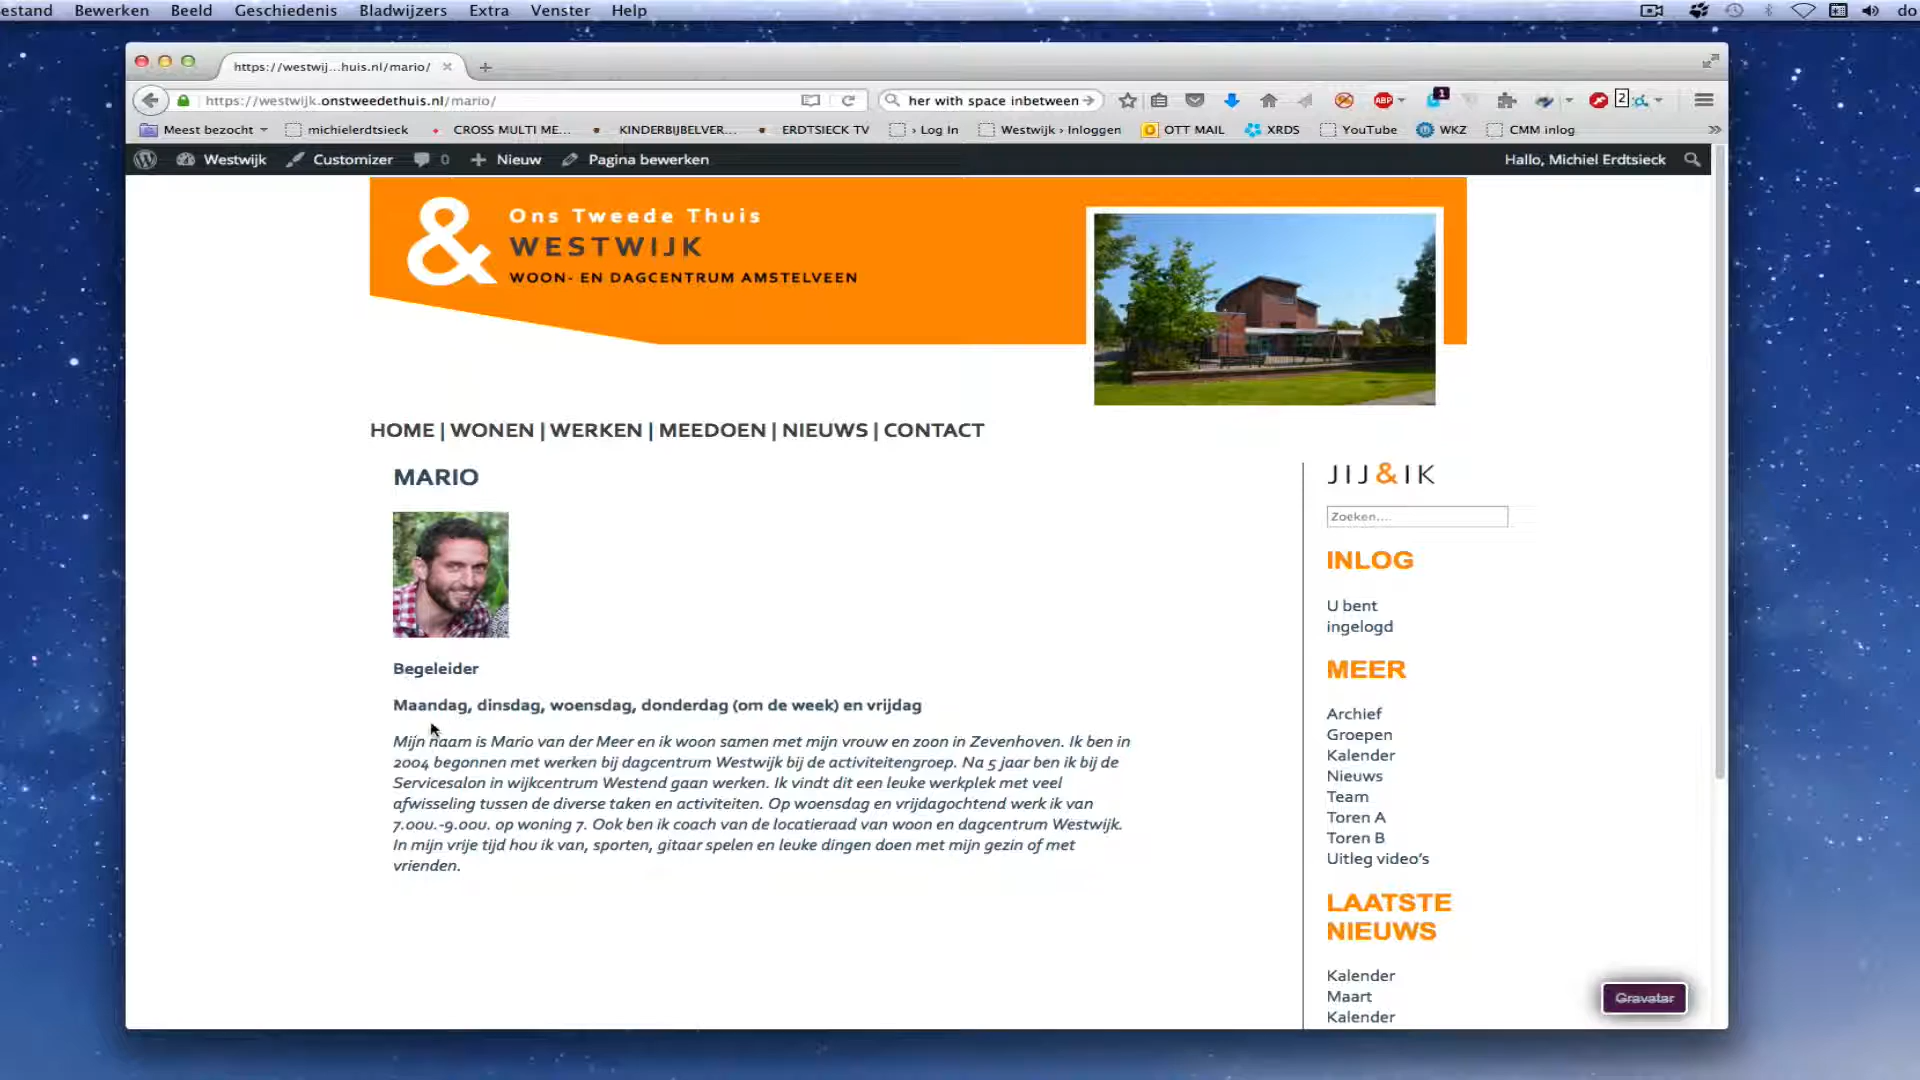 estand Bewerken Beeld Geschiedenis Bladwijzers Extra Venster Help do
https://westwij...huis.nl/mario/
https://westwijk.onstweedethuis.nl/mario/ her with space inbetween ABP 1 2
Meest bezocht michielerdtsieck CROSS MULTI ME... KINDERBIJBELVER... ERDTSIECK TV › Log In Westwijk › Inloggen OTT MAIL XRDS YouTube WKZ CMM inlog
Westwijk Customizer 0 Nieuw Pagina bewerken Hallo, Michiel Erdtsieck
& Ons Tweede Thuis
WESTWIJK
WOON- EN DAGCENTRUM AMSTELVEEN
HOME | WONEN | WERKEN | MEEDOEN | NIEUWS | CONTACT
MARIO
Begeleider
Maandag, dinsdag, woensdag, donderdag (om de week) en vrijdag
Mijn naam is Mario van der Meer en ik woon samen met mijn vrouw en zoon in Zevenhoven. Ik ben in
2004 begonnen met werken bij dagcentrum Westwijk bij de activiteitengroep. Na 5 jaar ben ik bij de
Servicesalon in wijkcentrum Westend gaan werken. Ik vindt dit een leuke werkplek met veel
afwisseling tussen de diverse taken en activiteiten. Op woensdag en vrijdagochtend werk ik van
7.00u.-9.00u. op woning 7. Ook ben ik coach van de locatieraad van woon en dagcentrum Westwijk.
In mijn vrije tijd hou ik van, sporten, gitaar spelen en leuke dingen doen met mijn gezin of met
vrienden.
JIJ&IK
Zoeken....
INLOG
U bent
ingelogd
MEER
Archief
Groepen
Kalender
Nieuws
Team
Toren A
Toren B
Uitleg video's
LAATSTE
NIEUWS
Kalender
Maart
Kalender
Gravatar